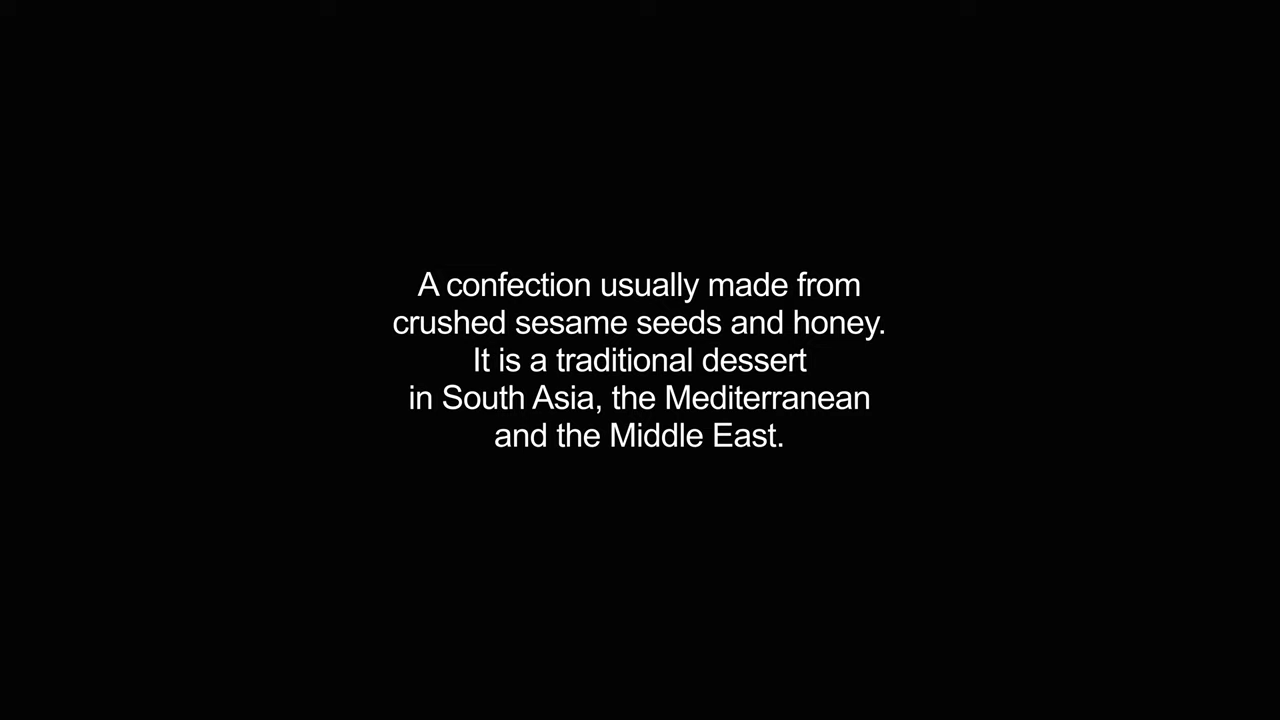 A confection usually made from
crushed sesame seeds and honey.
It is a traditional dessert
in South Asia, the Mediterranean
and the Middle East.